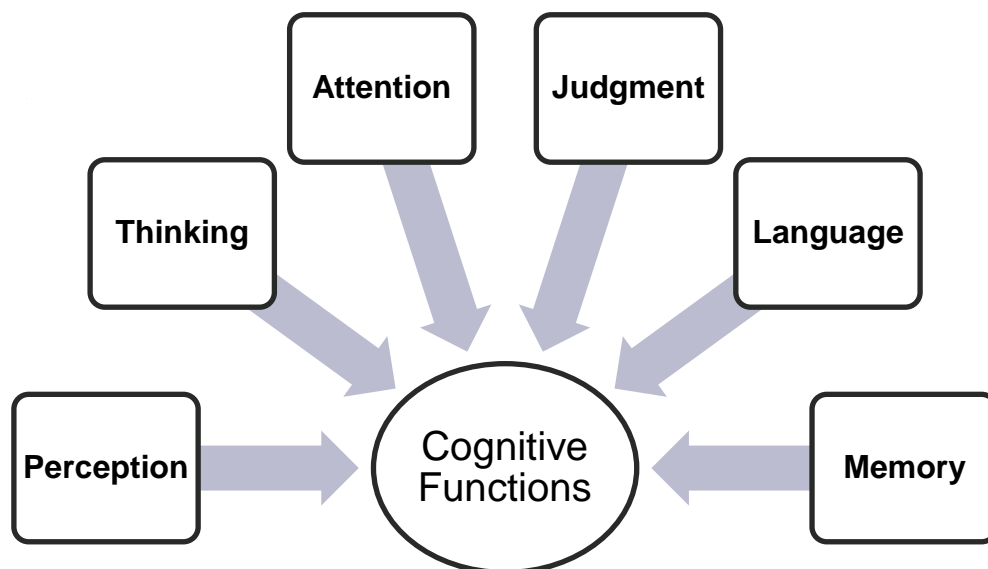 Attention
Judgment
Thinking
Language
Perception
Cognitive
Functions
Memory